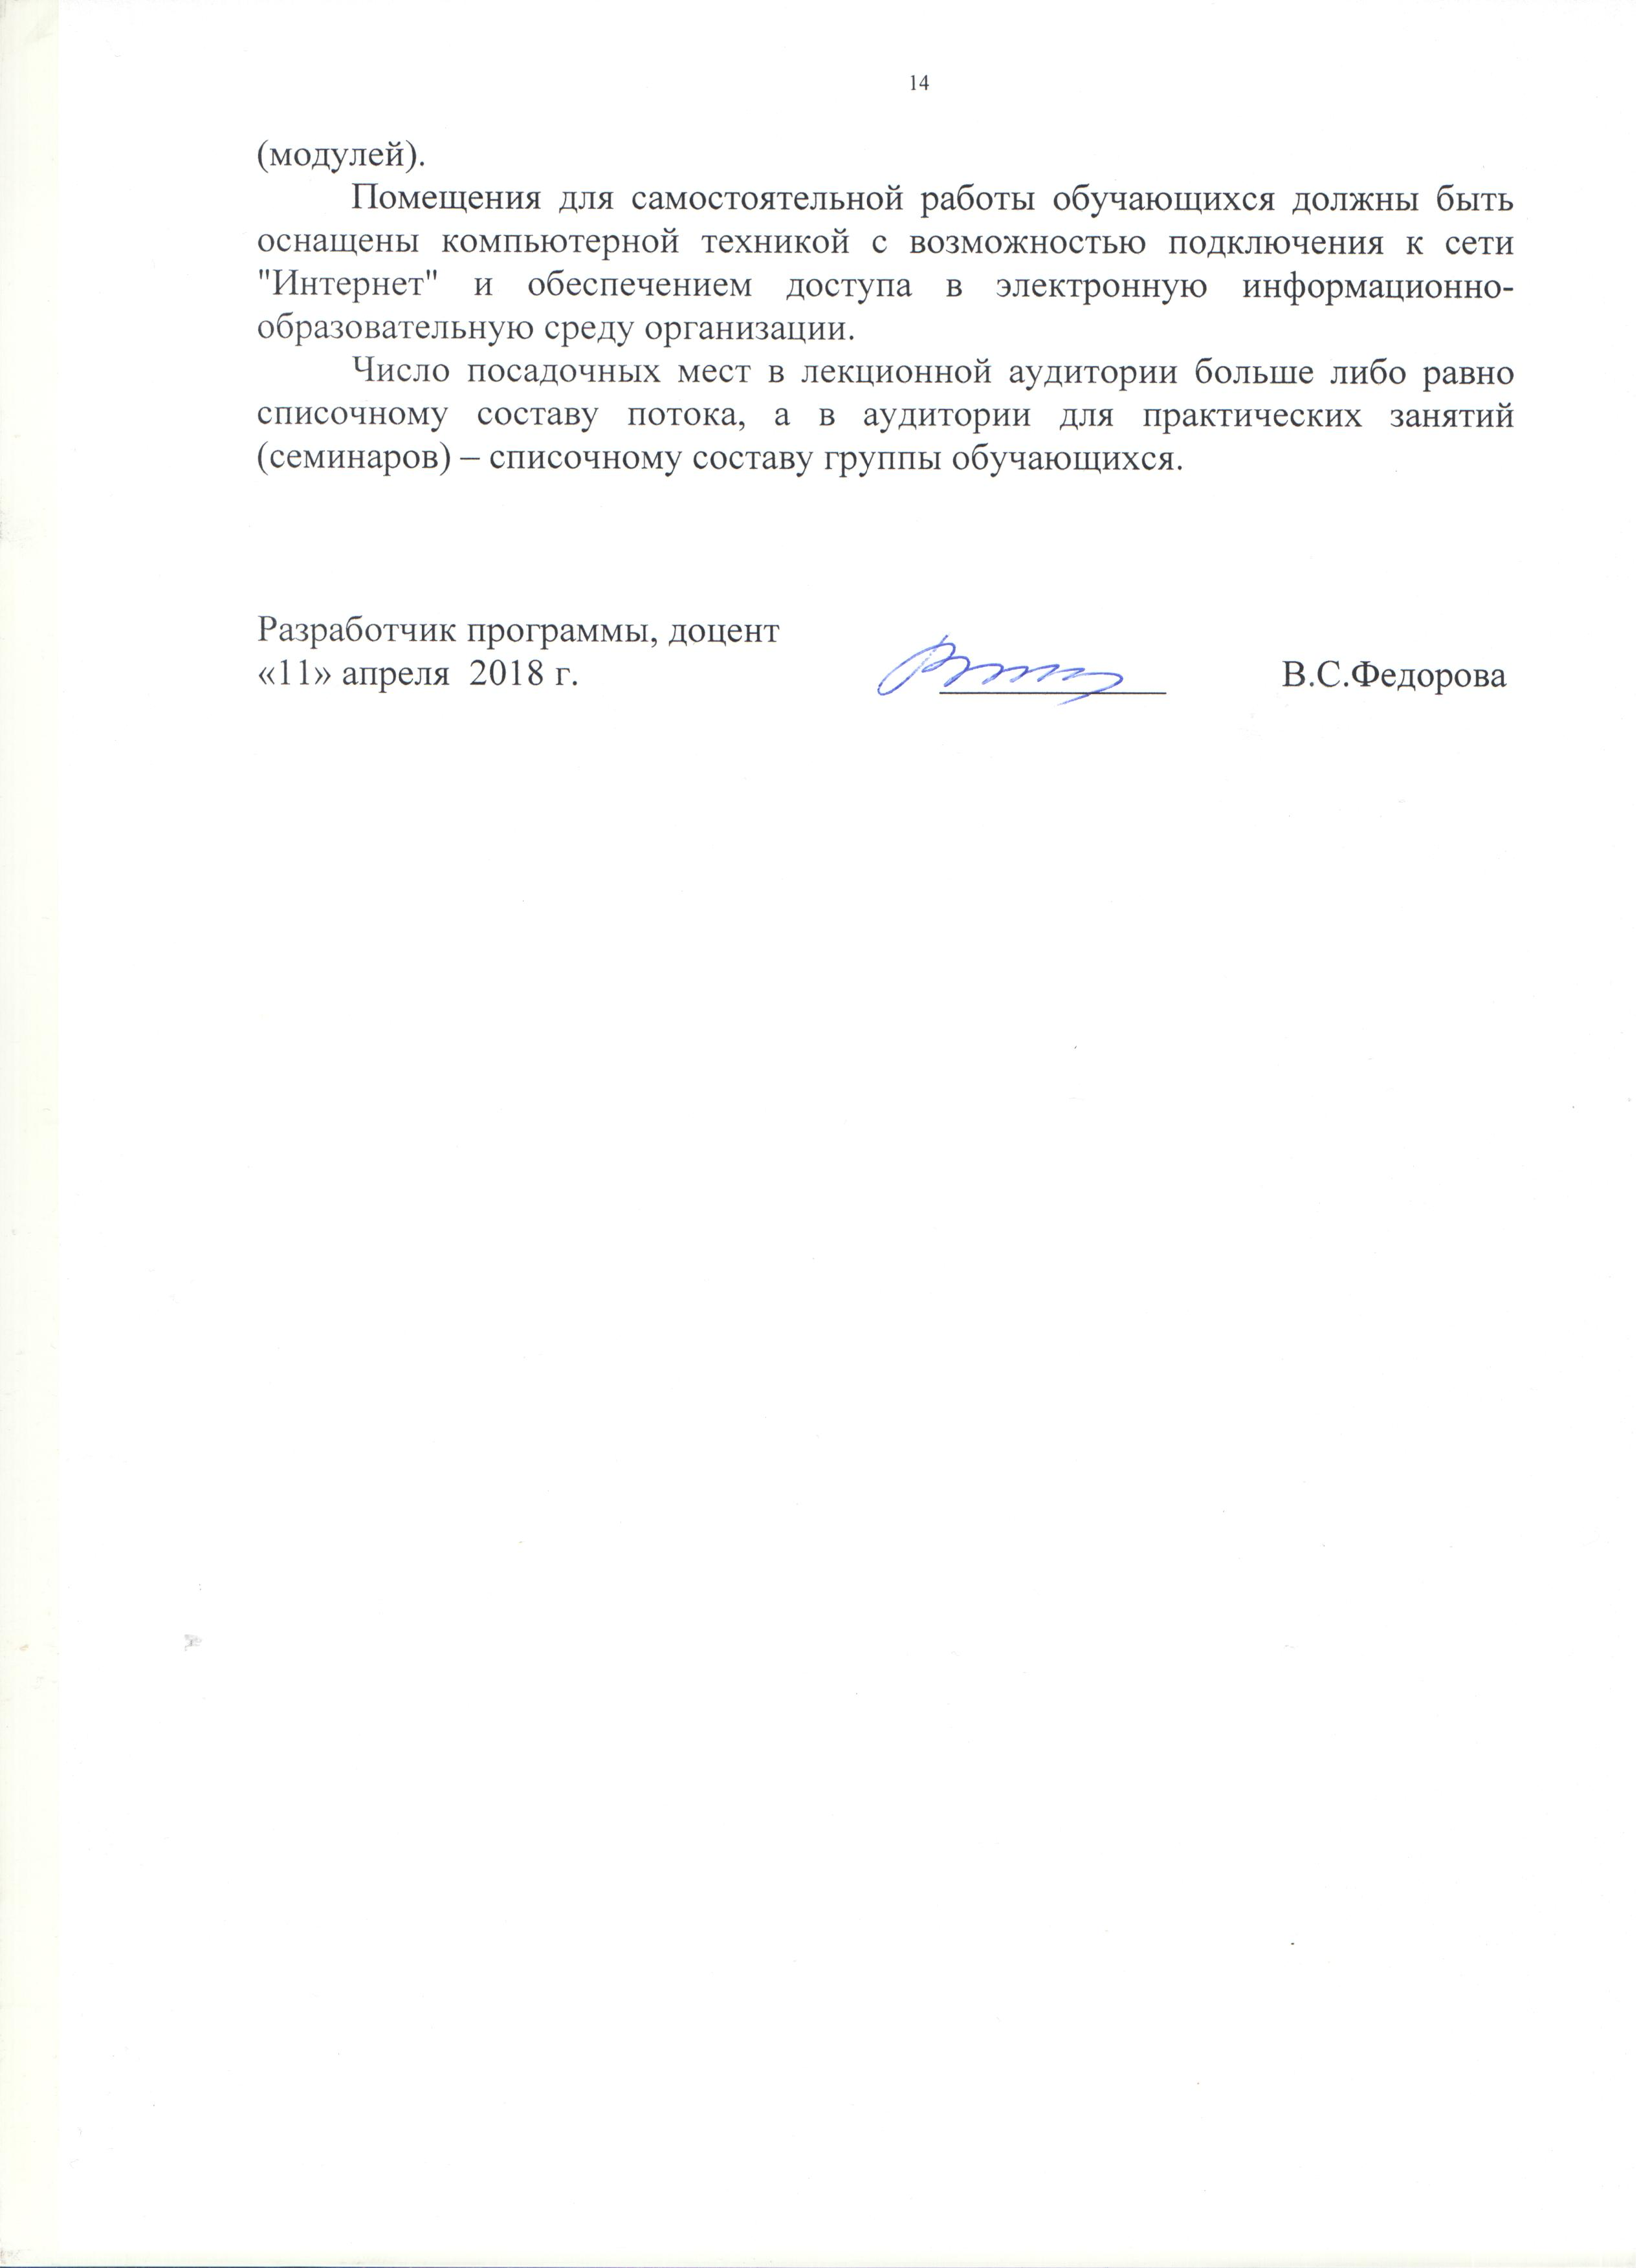 14
(модулей).
Помещения для самостоятельной работы обучающихся должны быть
оснащены компьютерной техникой с возможностью подключения к сети
"Интернет" и обеспечением доступа в электронную информационно-
образовательную среду организации.
Число посадочных мест в лекционной аудитории больше либо равно
списочному составу потока, а в аудитории для практических занятий
(семинаров) – списочному составу группы обучающихся.
Разработчик программы, доцент
«11» апреля 2018 г. В.С.Федорова